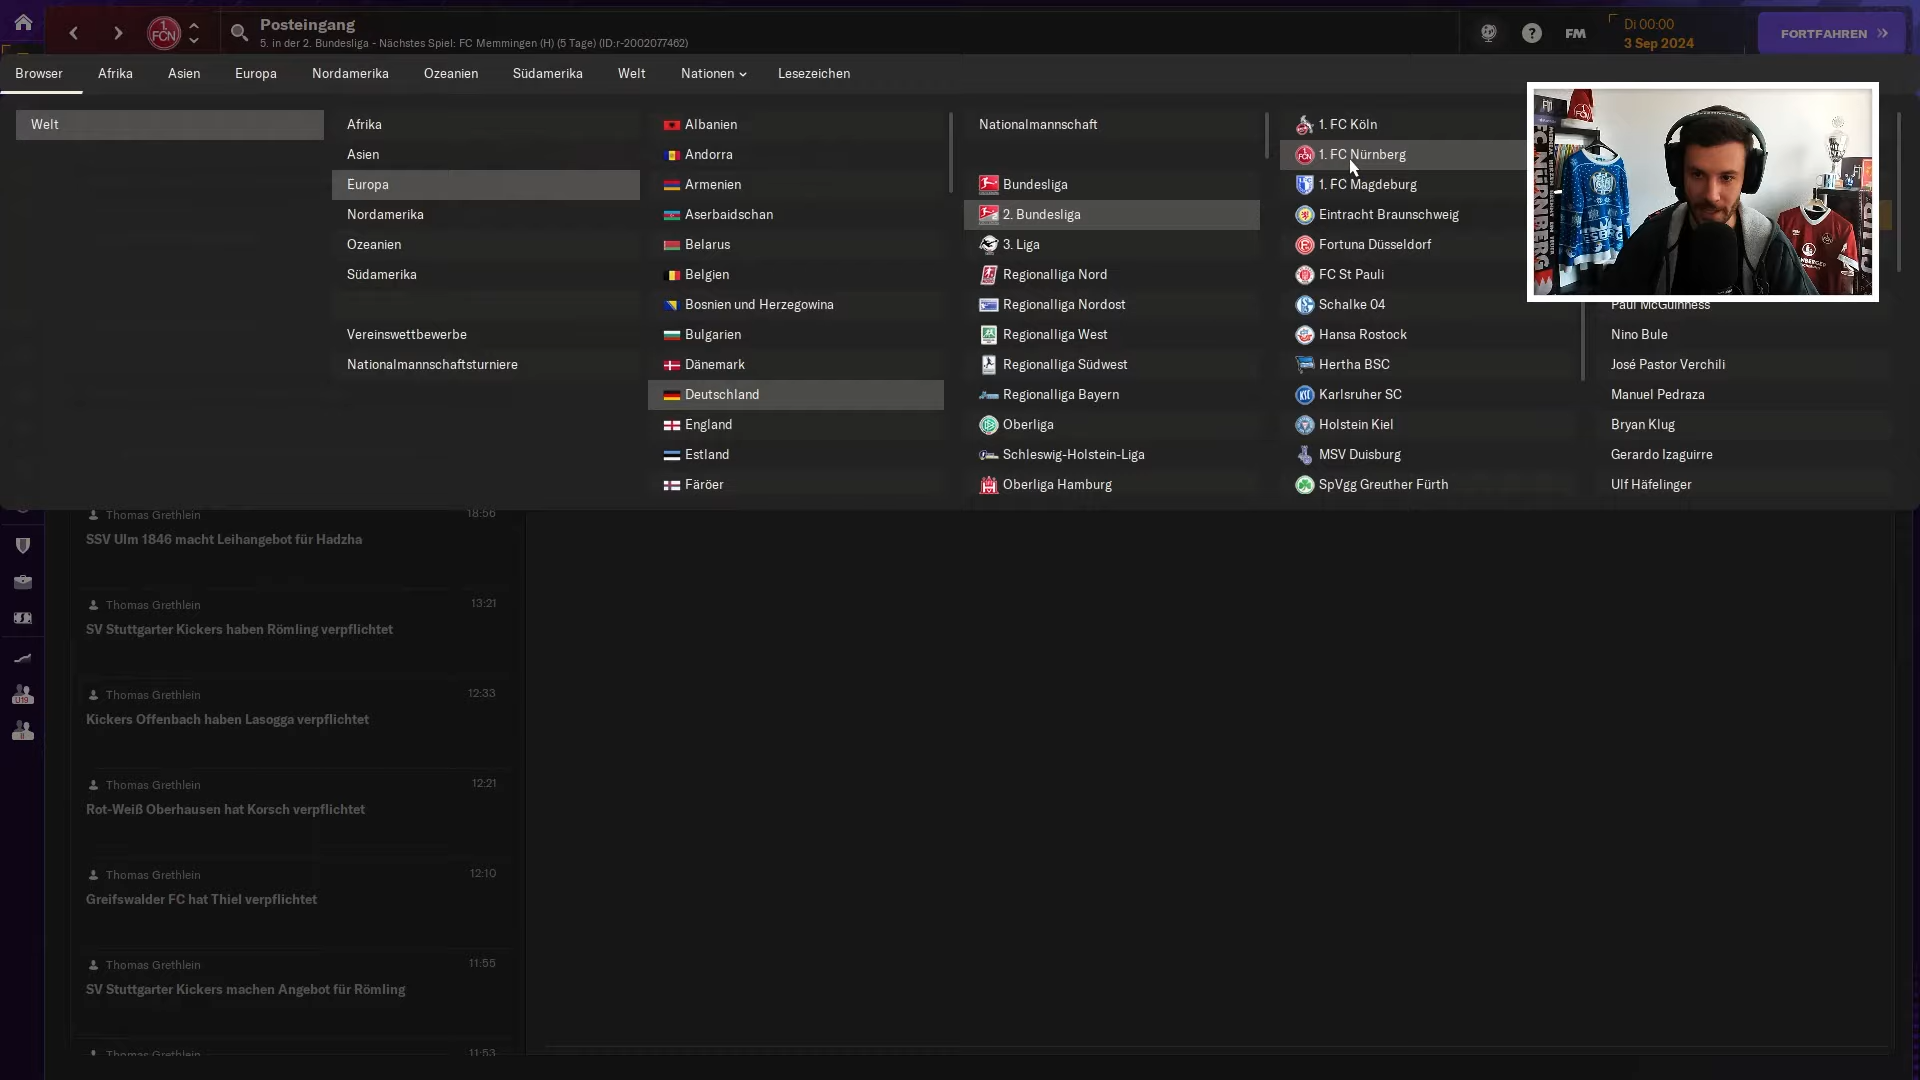 Posteingang
5. in der 2. Bundesliga - Nächstes Spiel: FC Memmingen (H) (5 Tage) (ID:r-2002077462)
FM
Di 00:00
3 Sep 2024
FORTFAHREN
Browser
Afrika
Asien
Europa
Nordamerika
Ozeanien
Südamerika
Welt
Nationen
Lesezeichen
Welt
Afrika
Asien
Europa
Nordamerika
Ozeanien
Südamerika
Vereinswettbewerbe
Nationalmannschaftsturniere
Albanien
Andorra
Armenien
Aserbaidschan
Belarus
Belgien
Bosnien und Herzegowina
Bulgarien
Dänemark
Deutschland
England
Estland
Färöer
Nationalmannschaft
Bundesliga
2. Bundesliga
3. Liga
Regionalliga Nord
Regionalliga Nordost
Regionalliga West
Regionalliga Südwest
Regionalliga Bayern
Oberliga
Schleswig-Holstein-Liga
Oberliga Hamburg
1. FC Köln
1. FC Nürnberg
1. FC Magdeburg
Eintracht Braunschweig
Fortuna Düsseldorf
FC St Pauli
Schalke 04
Hansa Rostock
Hertha BSC
Karlsruher SC
Holstein Kiel
MSV Duisburg
SpVgg Greuther Fürth
Paul McGuinness
Nino Bule
José Pastor Verchili
Manuel Pedraza
Bryan Klug
Gerardo Izaguirre
Ulf Häfelinger
Thomas Grethlein 18:56
SSV Ulm 1846 macht Leihangebot für Hadzha
Thomas Grethlein 13:21
SV Stuttgarter Kickers haben Römling verpflichtet
Thomas Grethlein 12:33
Kickers Offenbach haben Lasogga verpflichtet
Thomas Grethlein 12:21
Rot-Weiß Oberhausen hat Korsch verpflichtet
Thomas Grethlein 12:10
Greifswalder FC hat Thiel verpflichtet
Thomas Grethlein 11:55
SV Stuttgarter Kickers machen Angebot für Römling
Thomas Grethlein 11:53
U19
II